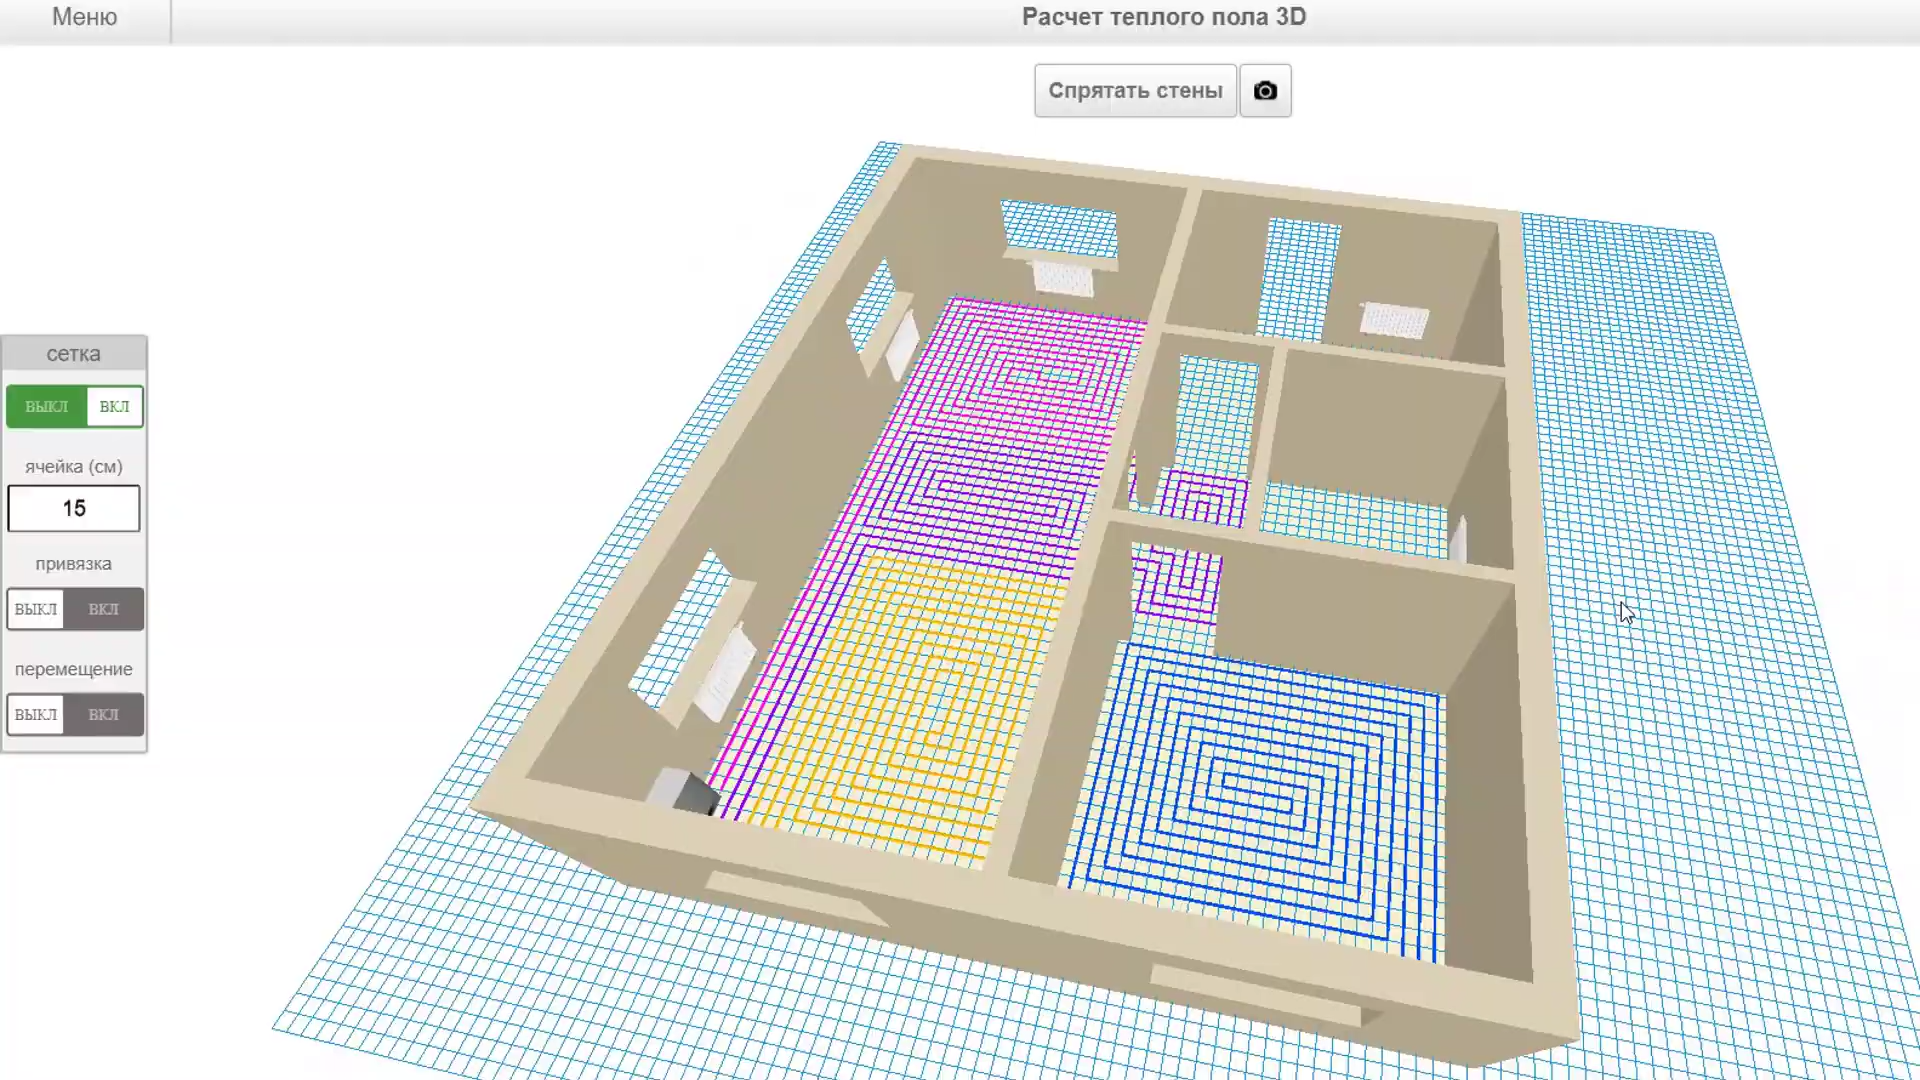 Меню
Расчет теплого пола 3D
Спрятать стены
сетка
ВЫКЛ ВКЛ
ячейка (см)
15
привязка
ВЫКЛ ВКЛ
перемещение
ВЫКЛ ВКЛ